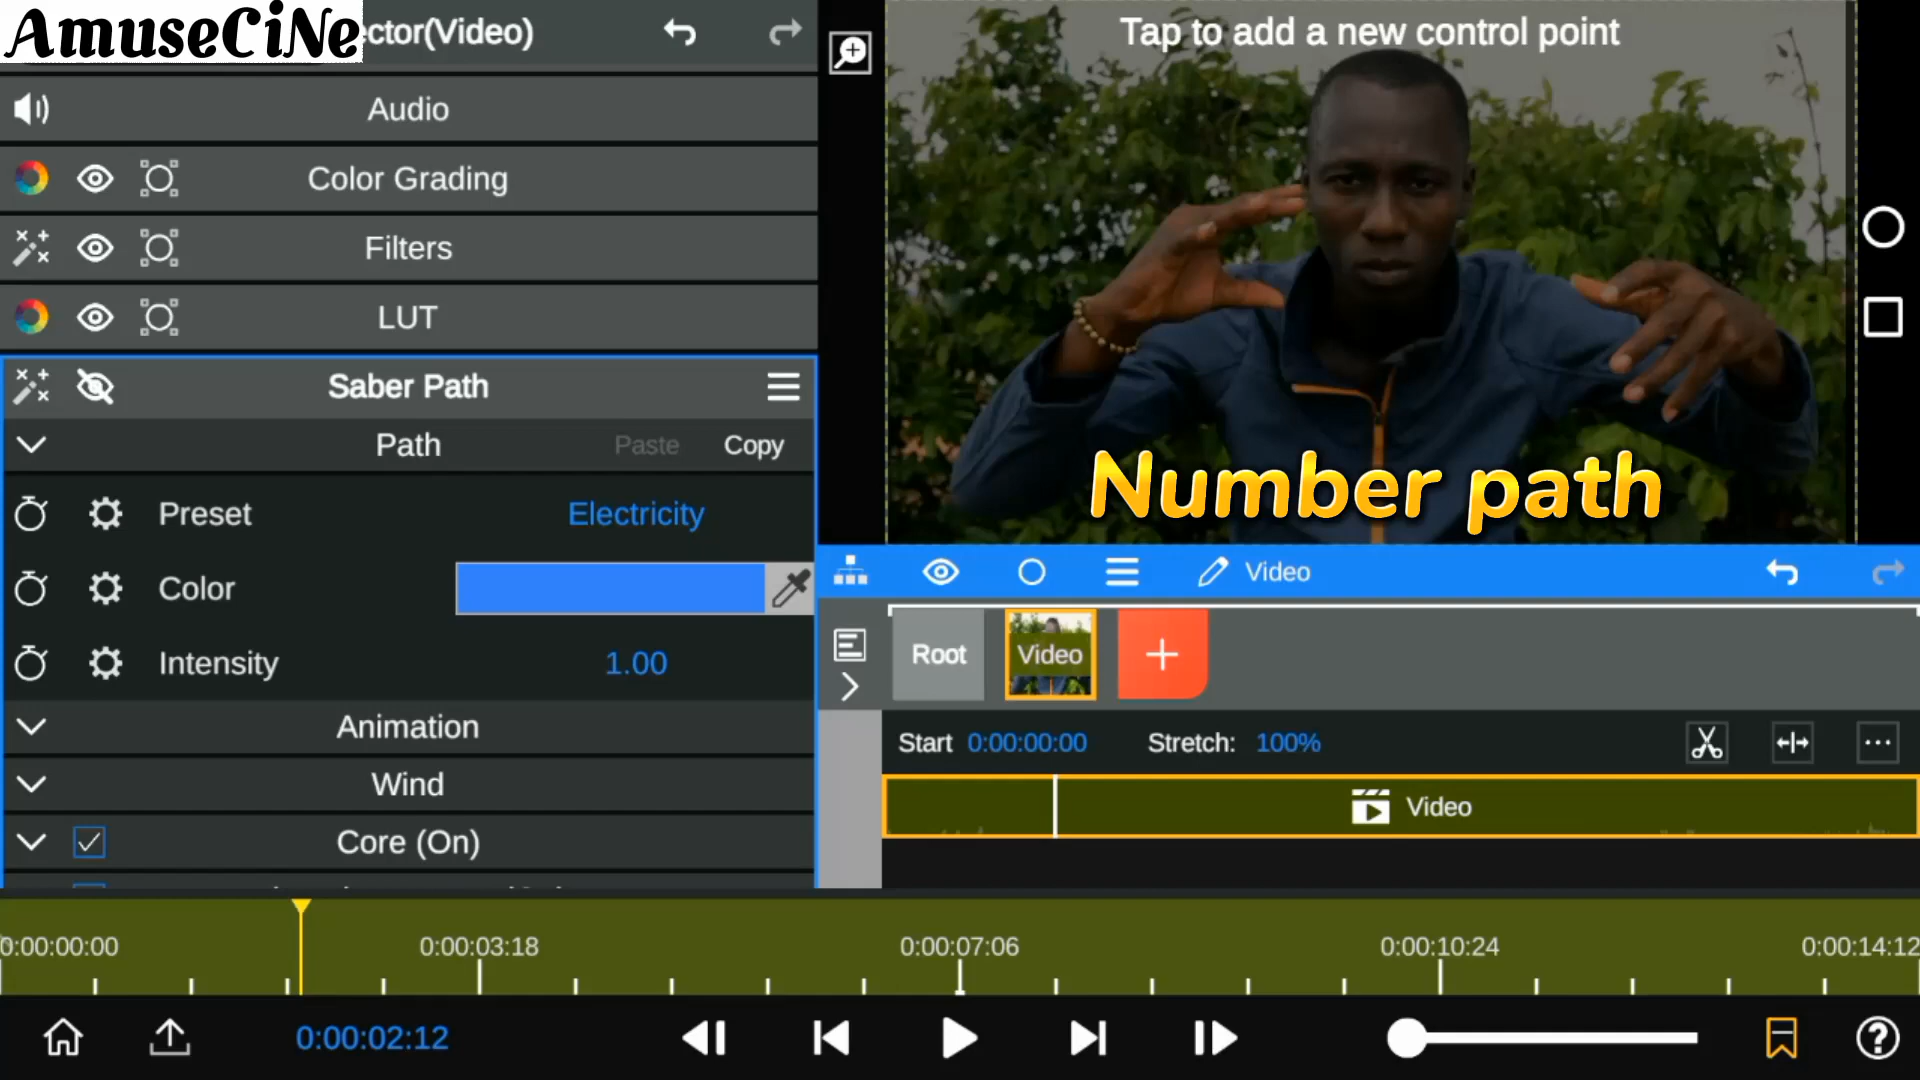 AmuseCiNe
ector(Video)
Audio
Color Grading
Filters
LUT
Saber Path
Path Paste Copy
Preset Electricity
Color
Intensity 1.00
Animation
Wind
Core (On)
Tap to add a new control point
Number path
Video
Root Video +
Start 0:00:00:00 Stretch: 100%
Video
0:00:00:00 0:00:03:18 0:00:07:06 0:00:10:24 0:00:14:12
0:00:02:12